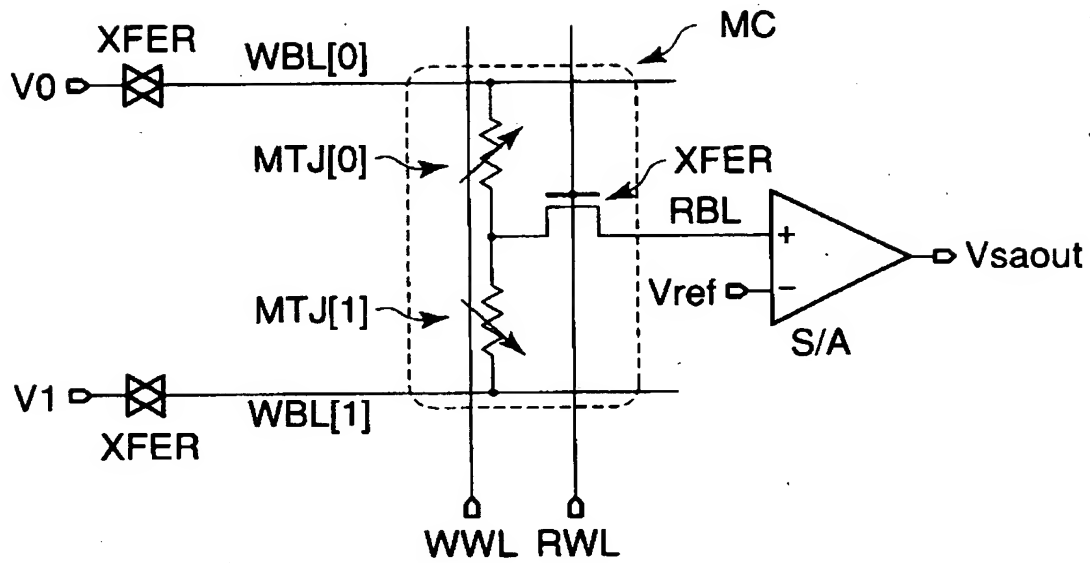 MC
XFER
WBL[0]
V0
MTJ[0]
XFER
RBL
+
Vsaout
Vref
−
MTJ[1]
S/A
V1
WBL[1]
XFER
WWL
RWL